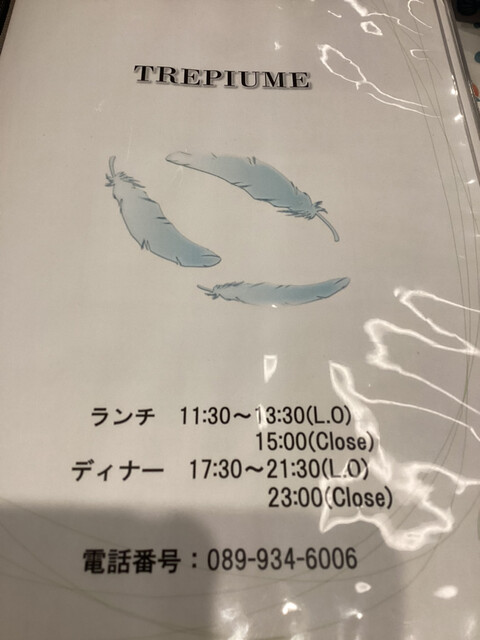 TREPIUME
ランチ 11:30～13:30(L.O)
15:00(Close)
ディナー 17:30～21:30(L.O)
23:00(Close)
電話番号：089-934-6006